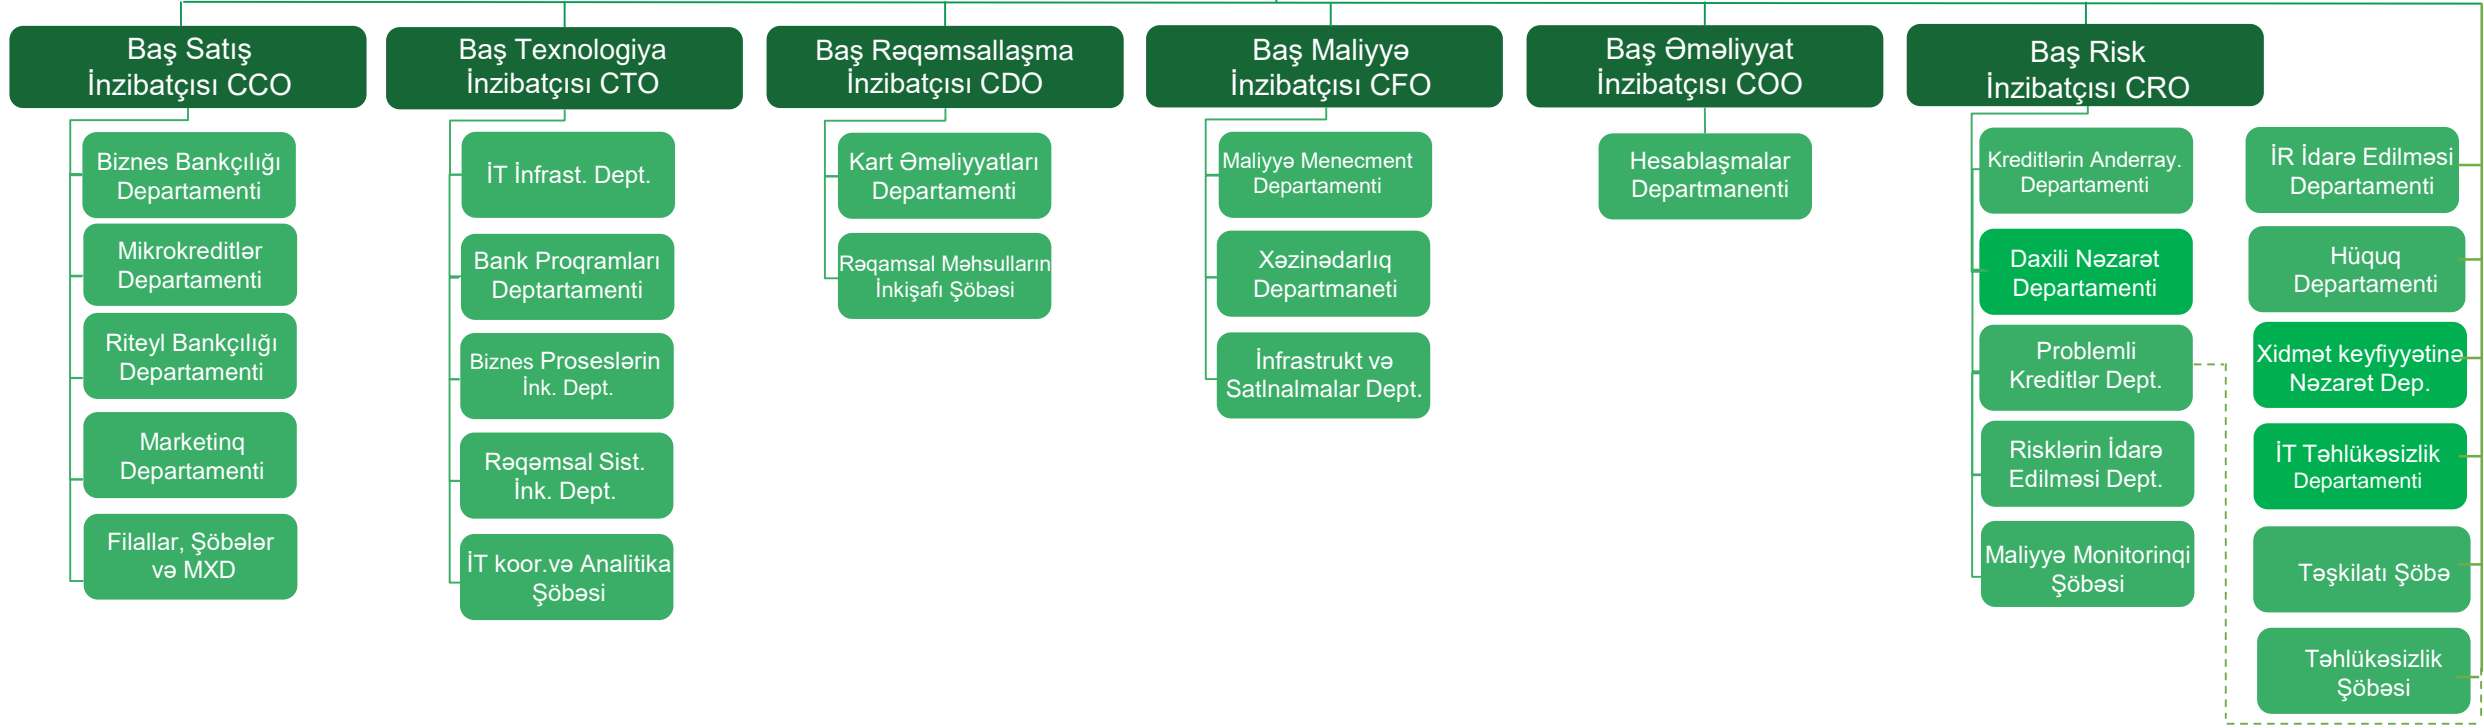 Baş Satış
İnzibatçısı CCO
Biznes Bankçılığı
Departamenti
Mikrokreditlər
Departamenti
Riteyl Bankçılığı
Departamenti
Marketinq
Departamenti
Filallar, Şöbələr
və MXD
Baş Texnologiya
İnzibatçısı CTO
İT İnfrast. Dept.
Bank Proqramları
Deptartamenti
Biznes Proseslərin
İnk. Dept.
Rəqəmsal Sist.
İnk. Dept.
İT koor.və Analitika
Şöbəsi
Baş Rəqəmsallaşma
İnzibatçısı CDO
Kart Əməliyyatları
Departamenti
Rəqamsal Məhsulların
İnkişafı Şöbəsi
Baş Maliyyə
İnzibatçısı CFO
Maliyyə Menecment
Departamenti
Xəzinədarlıq
Departmaneti
İnfrastrukt və
Satlnalmalar Dept.
Baş Əməliyyat
İnzibatçısı COO
Hesablaşmalar
Departmanenti
Baş Risk
İnzibatçısı CRO
Kreditlərin Anderray.
Departamenti
Daxili Nəzarət
Departamenti
Problemli
Kreditlər Dept.
Risklərin İdarə
Edilməsi Dept.
Maliyyə Monitorinqi
Şöbəsi
İR İdarə Edilməsi
Departamenti
Hüquq
Departamenti
Xidmət keyfiyyətinə
Nəzarət Dep.
İT Təhlükəsizlik
Departamenti
Təşkilatı Şöbə
Təhlükəsizlik
Şöbəsi